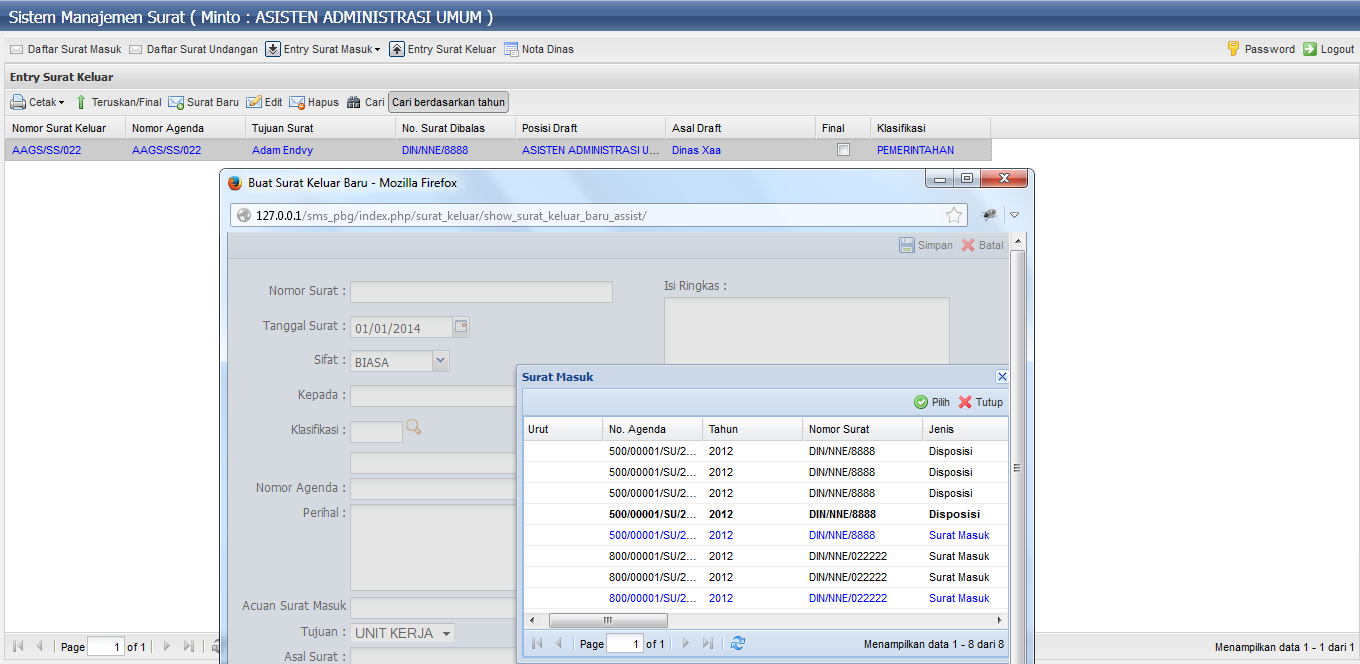 Sistem Manajemen Surat ( Minto : ASISTEN ADMINISTRASI UMUM )
Daftar Surat Masuk Daftar Surat Undangan Entry Surat Masuk Entry Surat Keluar Nota Dinas Password Logout
Entry Surat Keluar
Cetak Teruskan/Final Surat Baru Edit Hapus Cari Cari berdasarkan tahun
Nomor Surat Keluar Nomor Agenda Tujuan Surat No. Surat Dibalas Posisi Draft Asal Draft Final Klasifikasi
AAGS/SS/022 AAGS/SS/022 Adam Endvy DIN/NNE/8888 ASISTEN ADMINISTRASI U... Dinas Xaa PEMERINTAHAN
Buat Surat Keluar Baru - Mozilla Firefox
127.0.0.1/sms_pbg/index.php/surat_keluar/show_surat_keluar_baru_assist/
Simpan Batal
Nomor Surat :
Isi Ringkas :
Tanggal Surat : 01/01/2014
Sifat : BIASA
Kepada :
Klasifikasi :
Nomor Agenda :
Perihal :
Acuan Surat Masuk
Tujuan : UNIT KERJA
Asal Surat :
Surat Masuk
Pilih Tutup
Urut No. Agenda Tahun Nomor Surat Jenis
500/00001/SU/2... 2012 DIN/NNE/8888 Disposisi
500/00001/SU/2... 2012 DIN/NNE/8888 Disposisi
500/00001/SU/2... 2012 DIN/NNE/8888 Disposisi
500/00001/SU/2... 2012 DIN/NNE/8888 Disposisi
500/00001/SU/2... 2012 DIN/NNE/8888 Surat Masuk
800/00001/SU/2... 2012 DIN/NNE/022222 Surat Masuk
800/00001/SU/2... 2012 DIN/NNE/022222 Surat Masuk
800/00001/SU/2... 2012 DIN/NNE/022222 Surat Masuk
Page 1 of 1 Menampilkan data 1 - 8 dari 8
Page 1 of 1 Menampilkan data 1 - 1 dari 1